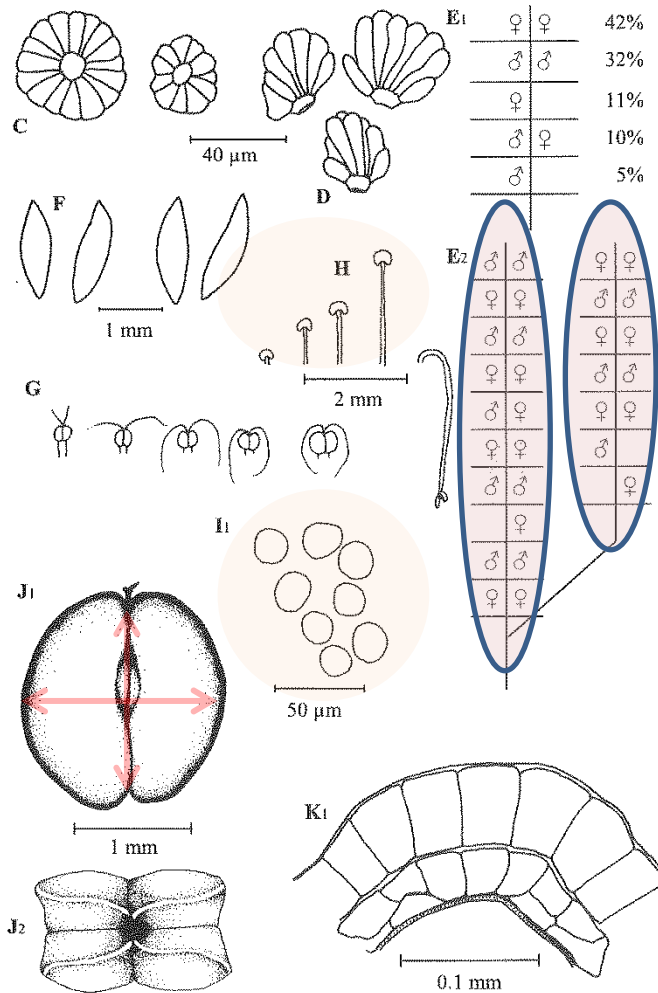 E1
♀ ♀ 42%
♂ ♂ 32%
♀ 11%
♂ ♀ 10%
♂ 5%
C
40 µm
D
F
1 mm
H
2 mm
E2
♂ ♂
♀ ♀
♂ ♂
♀ ♀
♂ ♀
♀ ♀
♂ ♂
♀
♂ ♂
♀ ♀
♀ ♀
♂ ♂
♀ ♀
♂ ♂
♀ ♀
♂
♀
G
I1
50 µm
J1
1 mm
J2
K1
0.1 mm